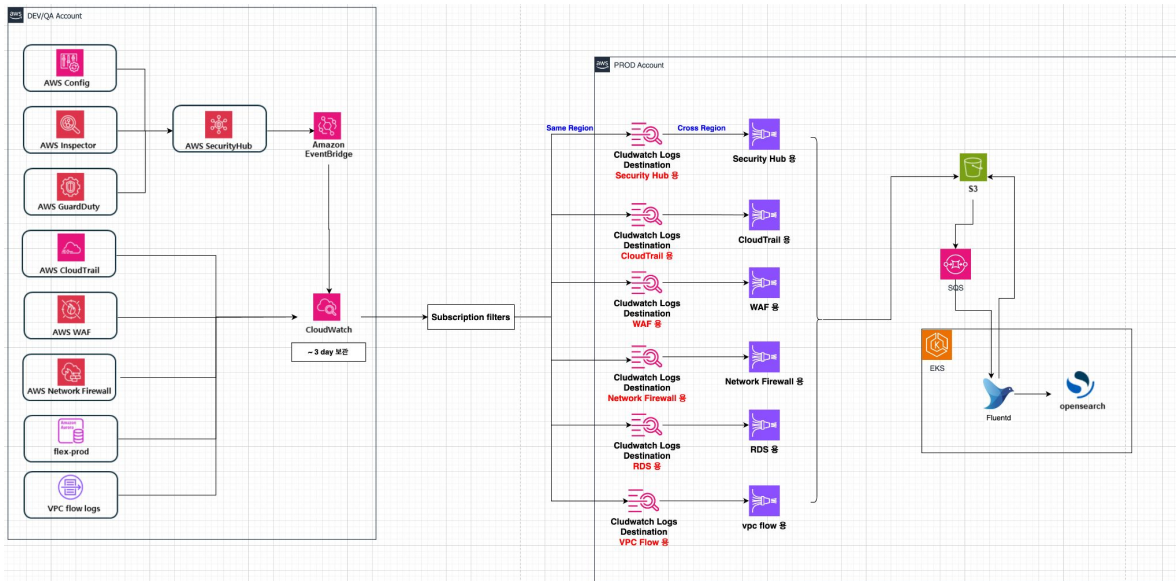 aws
DEV/QA Account
AWS Config
AWS Inspector
AWS GuardDuty
AWS SecurityHub
Amazon
EventBridge
AWS CloudTrail
AWS WAF
AWS Network Firewall
Amazon
Aurora
flex-prod
VPC flow logs
CloudWatch
~ 3 day 보관
Subscription filters
aws
PROD Account
Same Region
Cross Region
Cludwatch Logs
Destination
Security Hub 용
Security Hub 용
Cludwatch Logs
Destination
CloudTrail 용
CloudTrail 용
Cludwatch Logs
Destination
WAF 용
WAF 용
Cludwatch Logs
Destination
Network Firewall 용
Network Firewall 용
Cludwatch Logs
Destination
RDS 용
RDS 용
Cludwatch Logs
Destination
VPC Flow 용
vpc flow 용
S3
SQS
EKS
Fluentd
opensearch